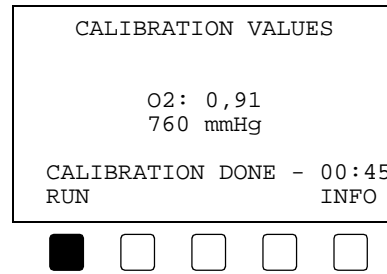 CALIBRATION VALUES
O2: 0,91
760 mmHg
CALIBRATION DONE - 00:45
RUN INFO